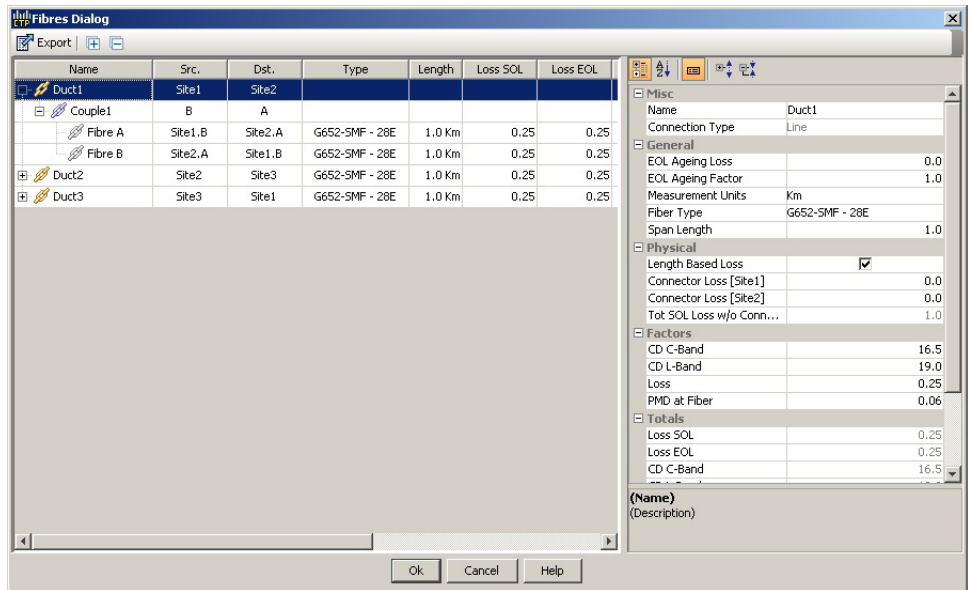 CTP Fibres Dialog
Export
Name Src. Dst. Type Length Loss SOL Loss EOL
Duct1 Site1 Site2
Couple1 B A
Fibre A Site1.B Site2.A G652-SMF - 28E 1.0 Km 0.25 0.25
Fibre B Site2.A Site1.B G652-SMF - 28E 1.0 Km 0.25 0.25
Duct2 Site2 Site3 G652-SMF - 28E 1.0 Km 0.25 0.25
Duct3 Site3 Site1 G652-SMF - 28E 1.0 Km 0.25 0.25
Misc
Name Duct1
Connection Type Line
General
EOL Ageing Loss 0.0
EOL Ageing Factor 1.0
Measurement Units Km
Fiber Type G652-SMF - 28E
Span Length 1.0
Physical
Length Based Loss
Connector Loss [Site1] 0.0
Connector Loss [Site2] 0.0
Tot SOL Loss w/o Conn... 1.0
Factors
CD C-Band 16.5
CD L-Band 19.0
Loss 0.25
PMD at Fiber 0.06
Totals
Loss SOL 0.25
Loss EOL 0.25
CD C-Band 16.5
(Name)
(Description)
Ok Cancel Help